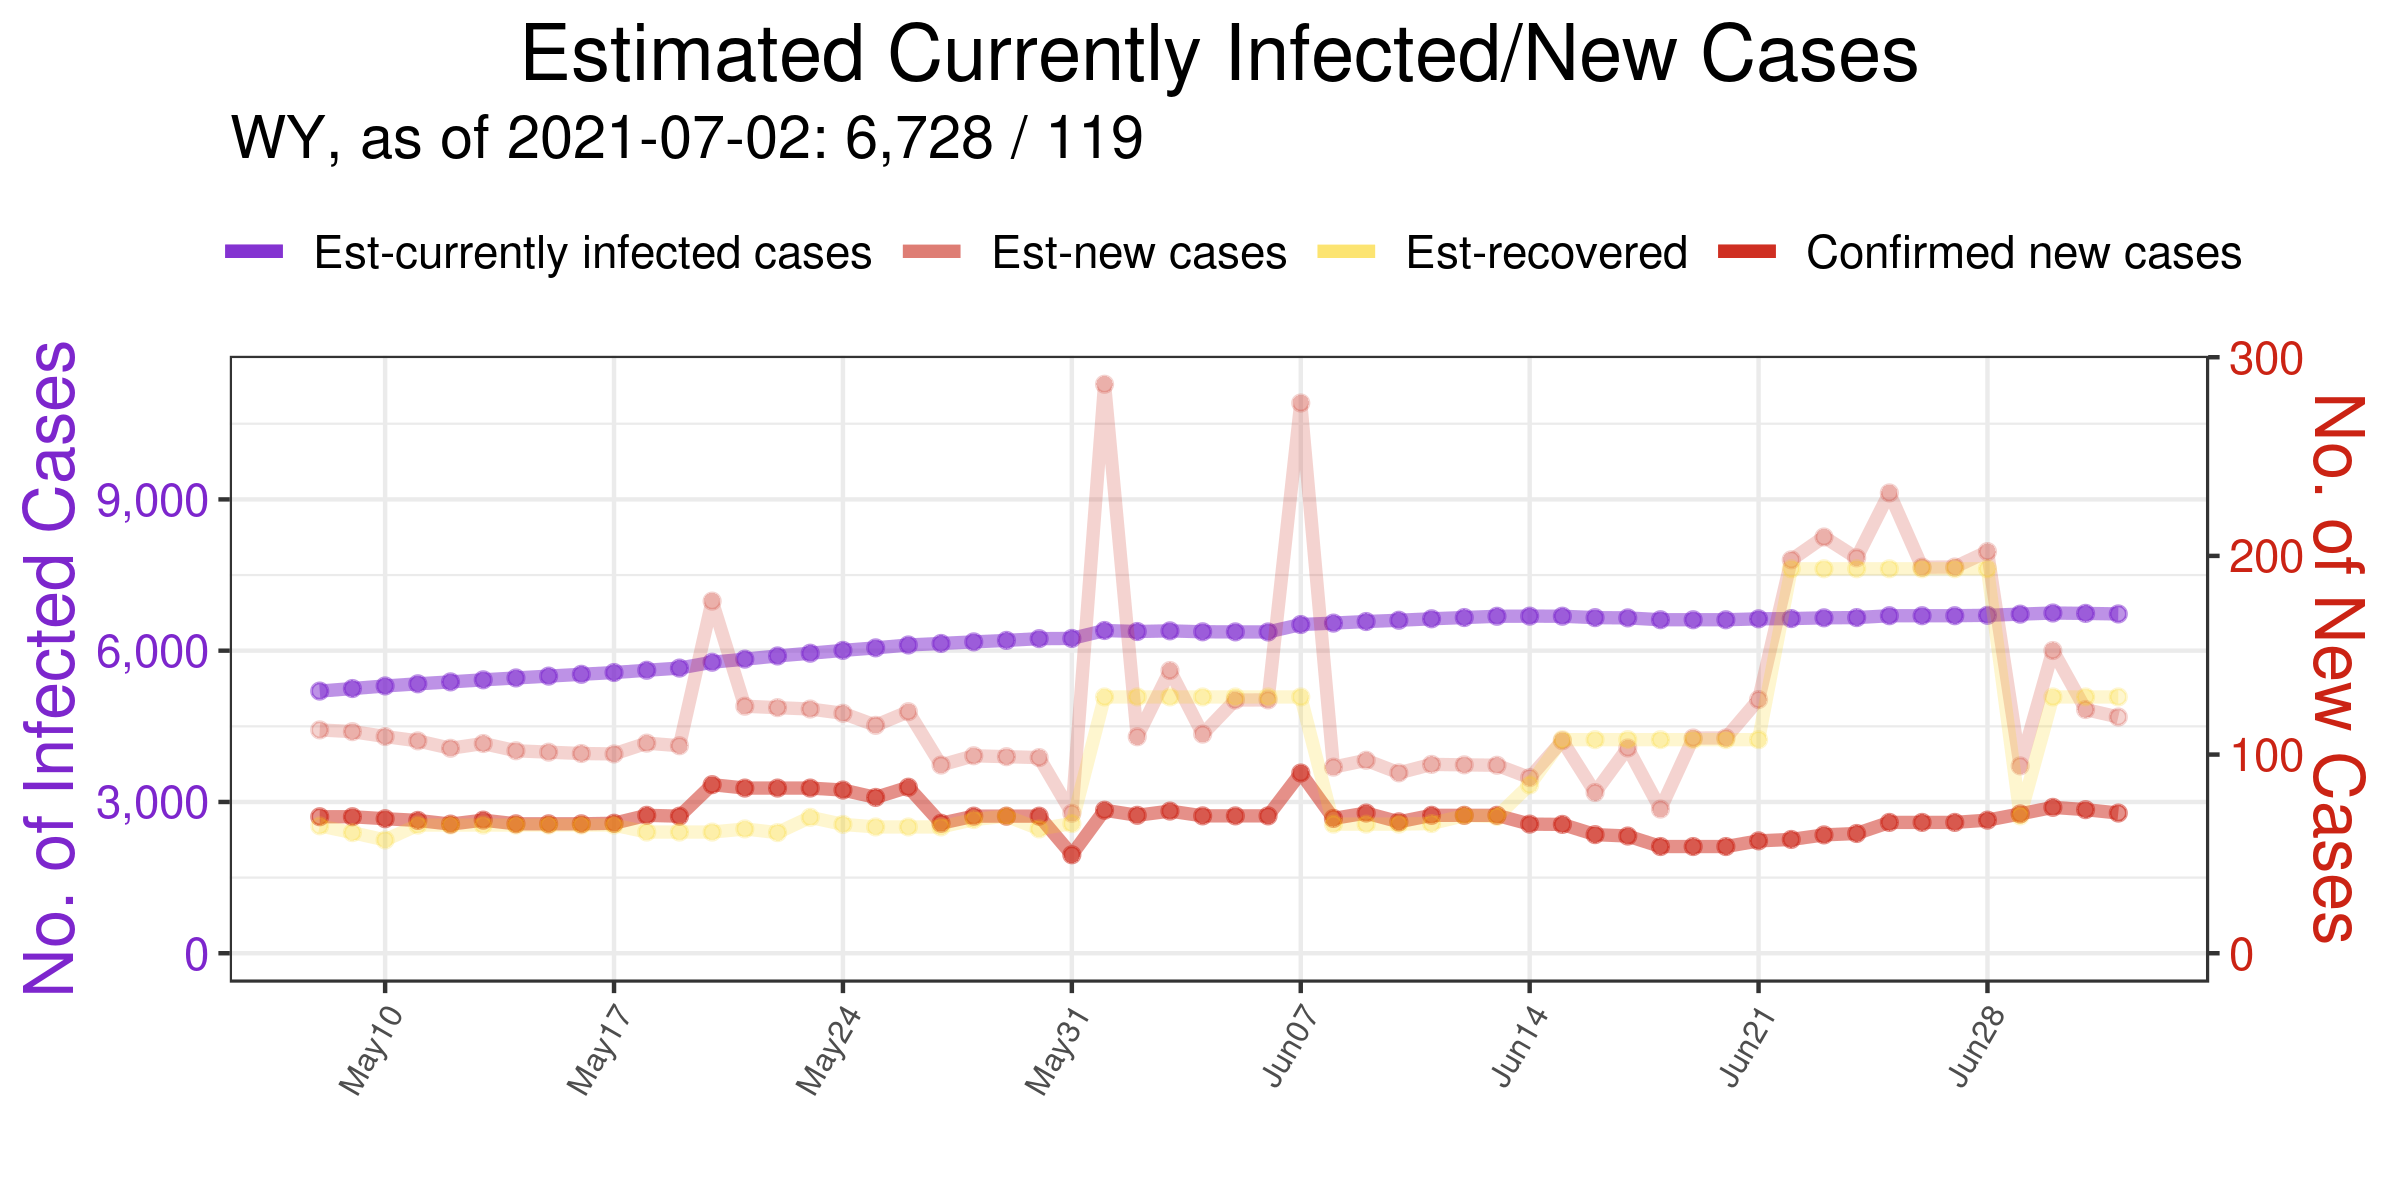 Estimated Currently Infected/New Cases
WY, as of 2021-07-02: 6,728 / 119
Est-currently infected cases Est-new cases Est-recovered Confirmed new cases
No. of Infected Cases
9,000
6,000
3,000
0
300
200
100
0
No. of New Cases
May10 May17 May24 May31 Jun07 Jun14 Jun21 Jun28